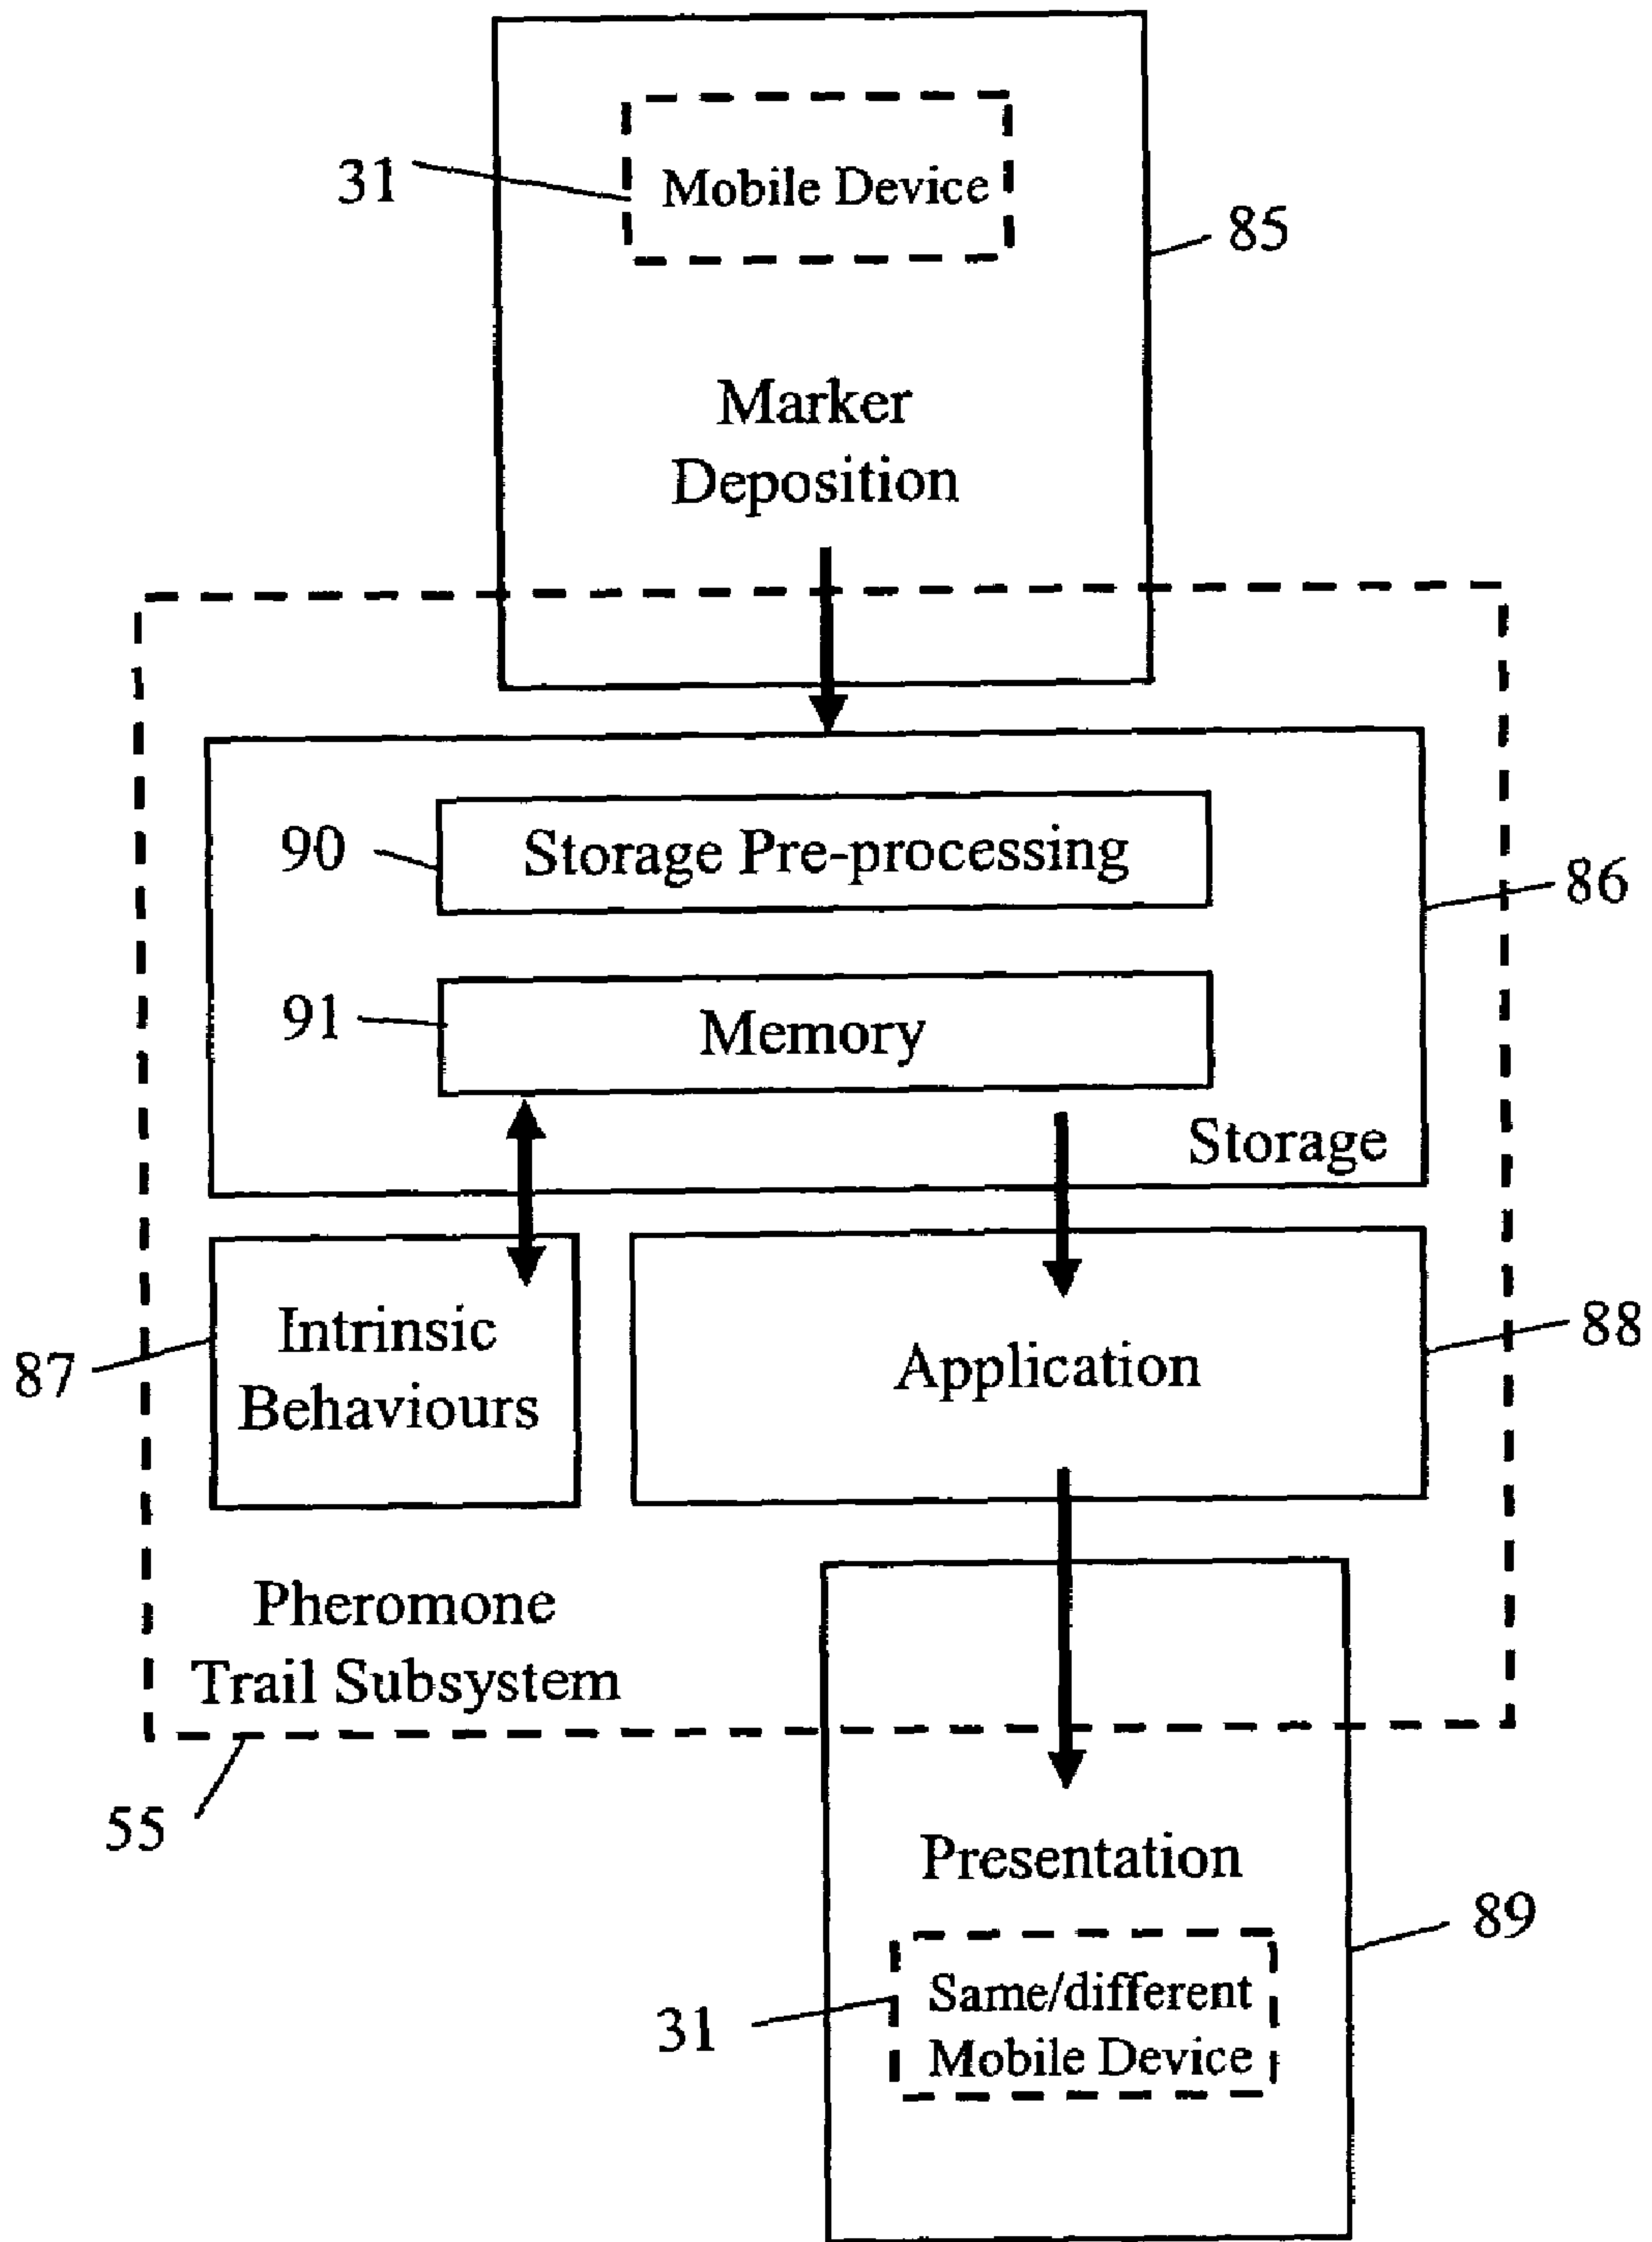 31
Mobile Device
85
Marker
Deposition
90
Storage Pre-processing
86
91
Memory
Storage
87
Intrinsic
Behaviours
Application
88
Pheromone
Trail Subsystem
55
Presentation
89
31
Same/different
Mobile Device